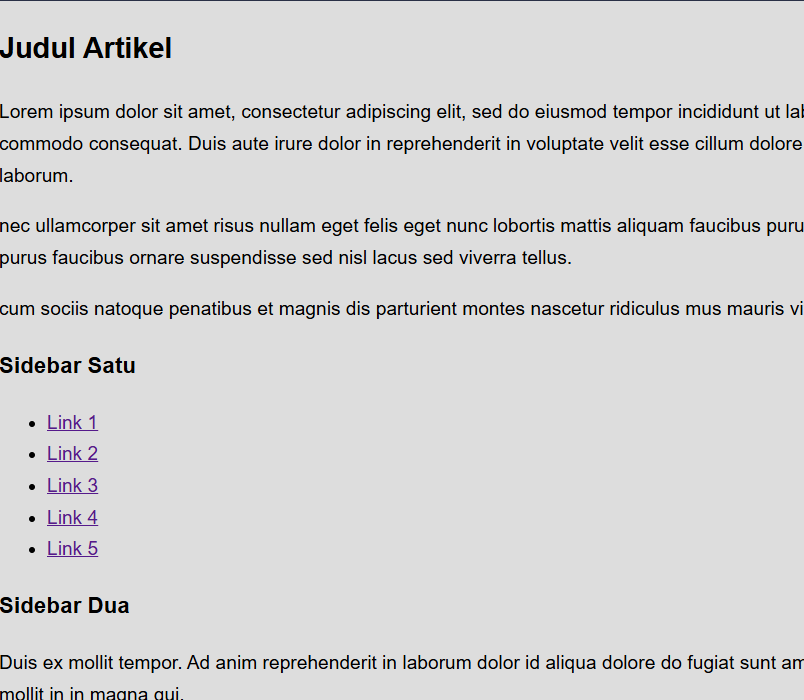 Judul Artikel
Lorem ipsum dolor sit amet, consectetur adipiscing elit, sed do eiusmod tempor incididunt ut
commodo consequat. Duis aute irure dolor in reprehenderit in voluptate velit esse cillum dolore
laborum.
nec ullamcorper sit amet risus nullam eget felis eget nunc lobortis mattis aliquam faucibus
purus faucibus ornare suspendisse sed nisl lacus sed viverra tellus.
cum sociis natoque penatibus et magnis dis parturient montes nascetur ridiculus mus mauris
Sidebar Satu
Link 1
Link 2
Link 3
Link 4
Link 5
Sidebar Dua
Duis ex mollit tempor. Ad anim reprehenderit in laborum dolor id aliqua dolore do fugiat sunt
mollit in in magna qui.